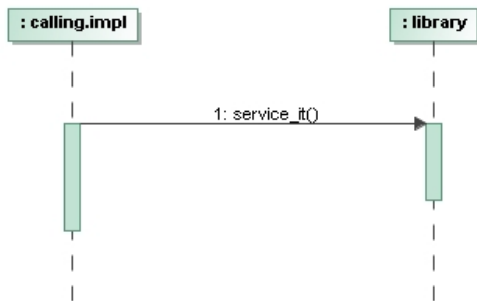 : calling.impl
: library
1: service_it()